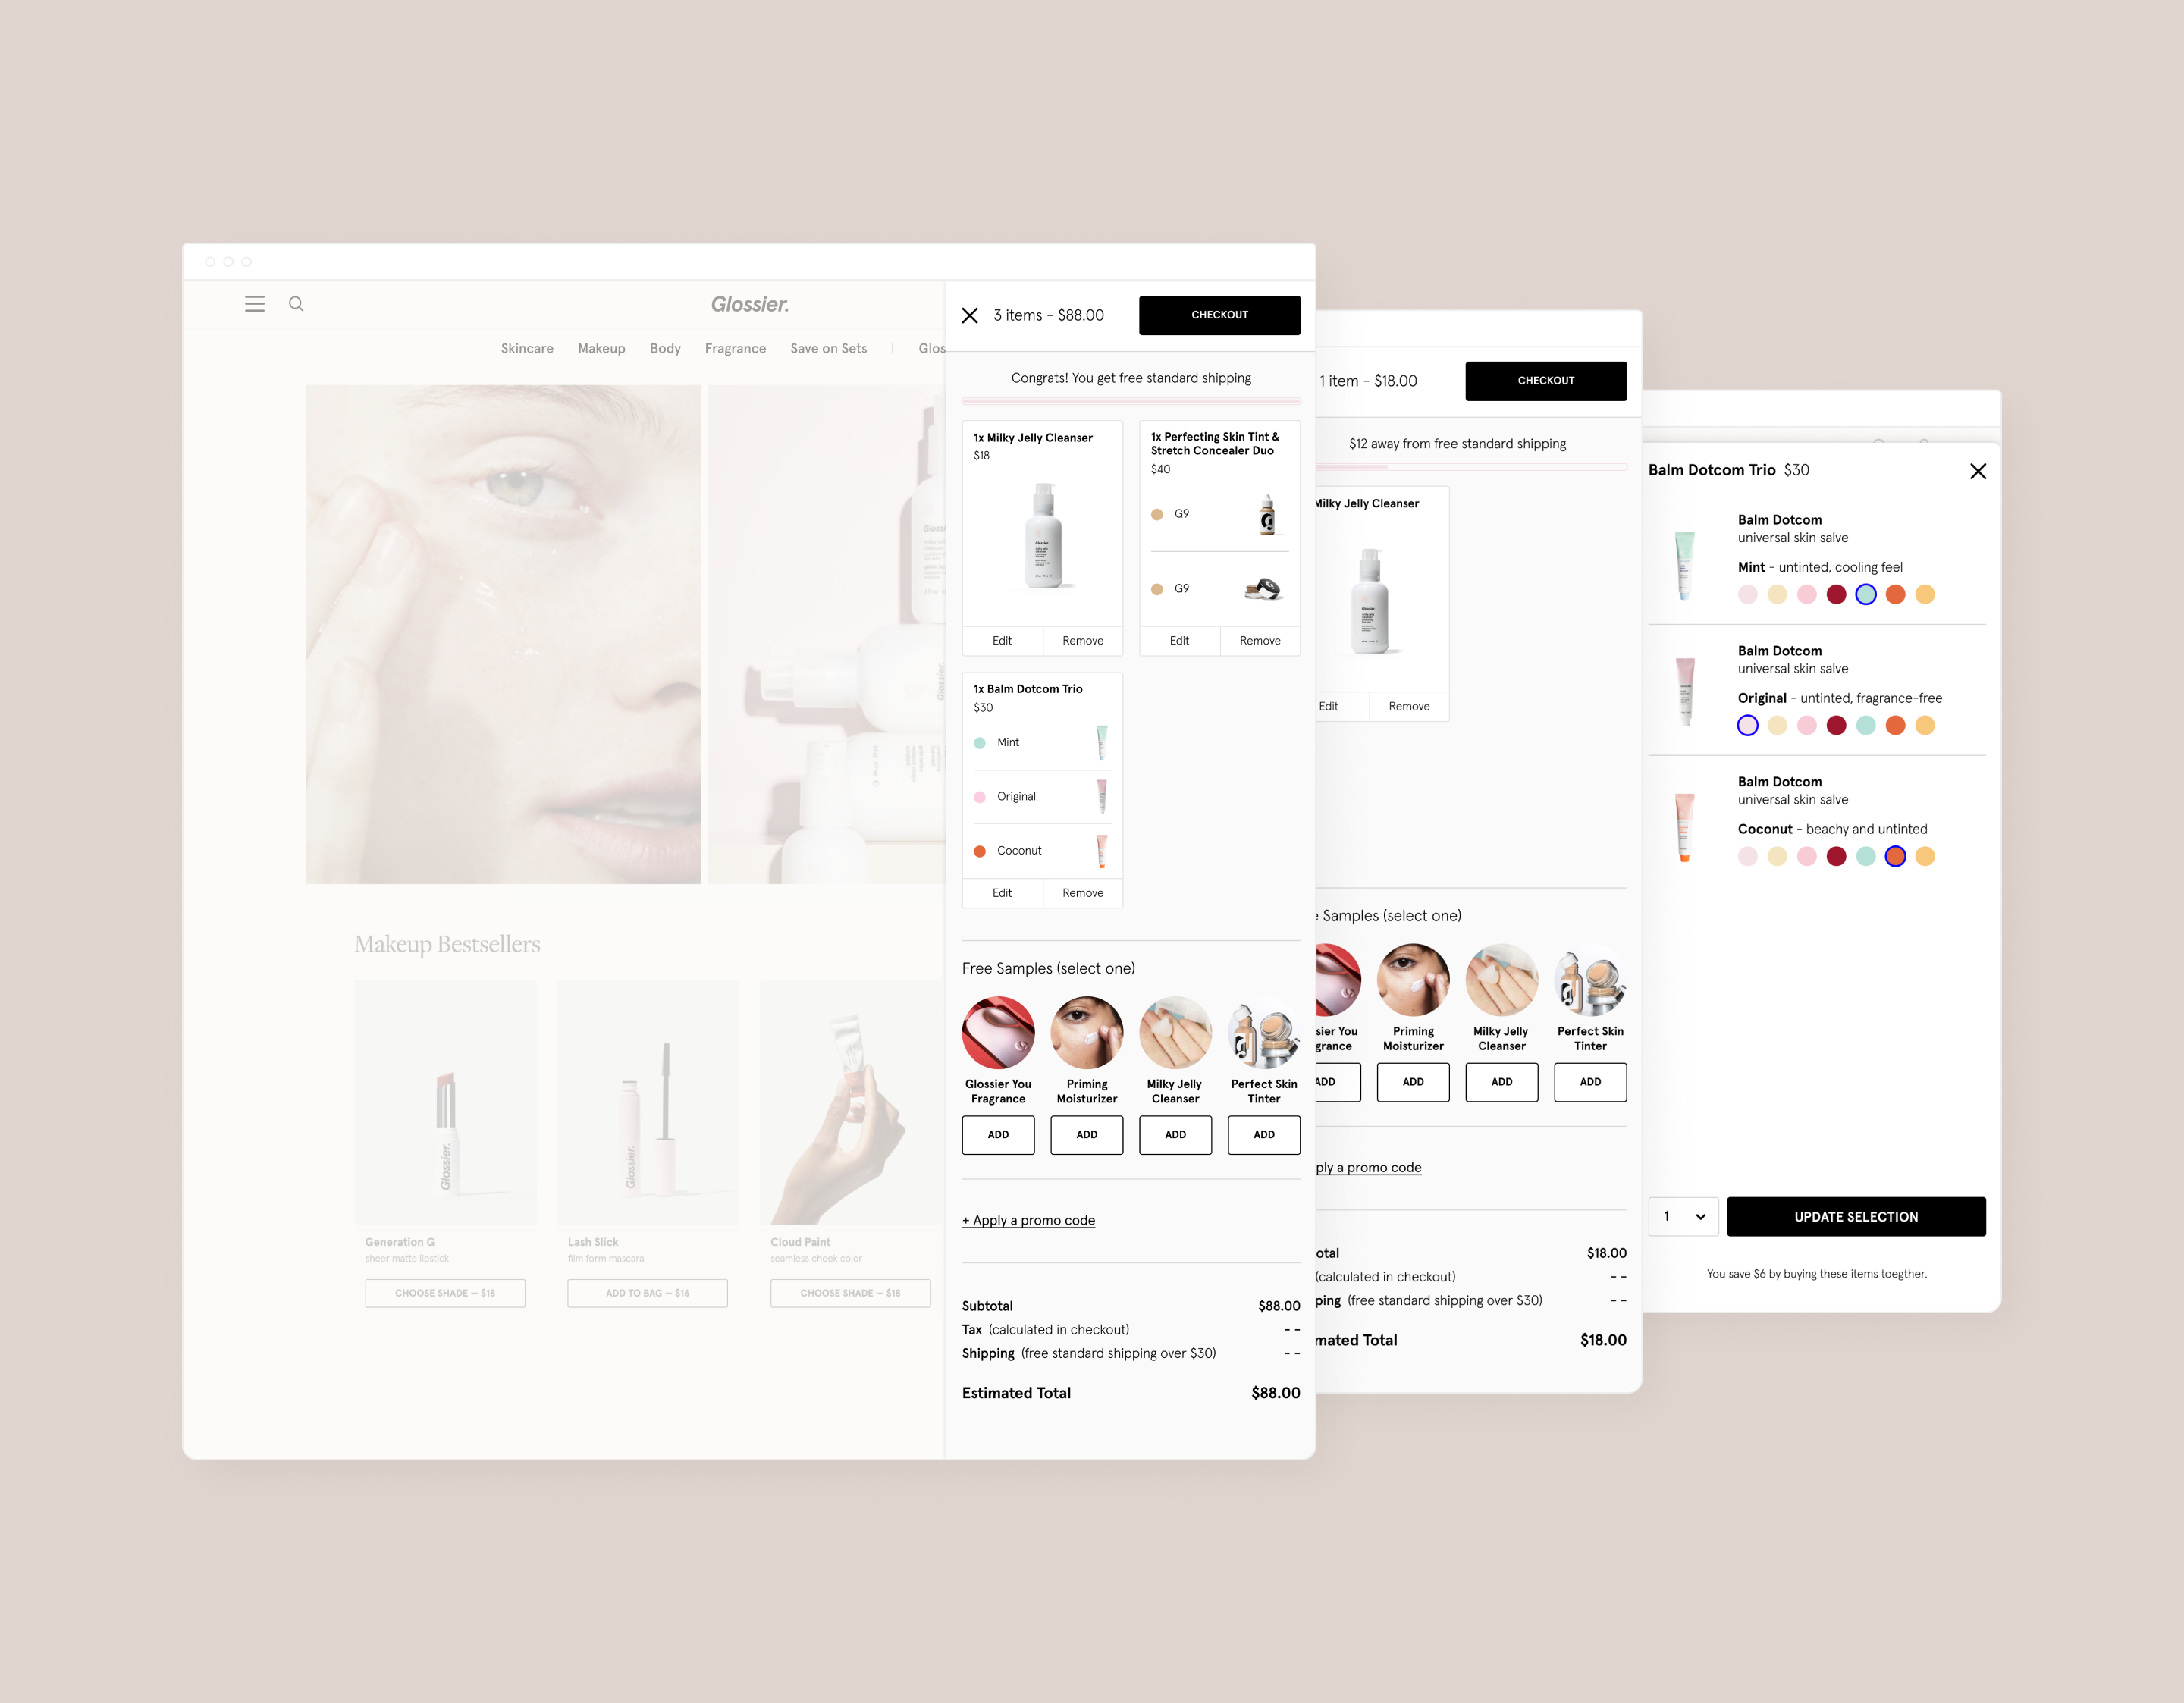 Glossier.
Skincare Makeup Body Fragrance Save on Sets | Glos
Makeup Bestsellers
Glossier.
Generation G
sheer matte lipstick
CHOOSE SHADE – $18
Glossier.
Lash Slick
film form mascara
ADD TO BAG – $16
Cloud Paint
seamless cheek color
CHOOSE SHADE – $18
3 items - $88.00
CHECKOUT
Congrats! You get free standard shipping
1x Milky Jelly Cleanser
$18
Glossier.
Edit Remove
1x Perfecting Skin Tint &
Stretch Concealer Duo
$40
G9
G9
Edit Remove
1x Balm Dotcom Trio
$30
Mint
Original
Coconut
Edit Remove
Free Samples (select one)
Glossier You
Fragrance
ADD
Priming
Moisturizer
ADD
Milky Jelly
Cleanser
ADD
Perfect Skin
Tinter
ADD
+ Apply a promo code
Subtotal $88.00
Tax (calculated in checkout) - -
Shipping (free standard shipping over $30) - -
Estimated Total $88.00
1 item - $18.00
CHECKOUT
$12 away from free standard shipping
Milky Jelly Cleanser
Glossier.
Edit Remove
e Samples (select one)
sier You
grance
ADD
Priming
Moisturizer
ADD
Milky Jelly
Cleanser
ADD
Perfect Skin
Tinter
ADD
ply a promo code
otal $18.00
(calculated in checkout) - -
ping (free standard shipping over $30) - -
mated Total $18.00
Balm Dotcom Trio $30
Balm Dotcom
universal skin salve
Mint - untinted, cooling feel
Balm Dotcom
universal skin salve
Original - untinted, fragrance-free
Balm Dotcom
universal skin salve
Coconut - beachy and untinted
1
UPDATE SELECTION
You save $6 by buying these items toegther.